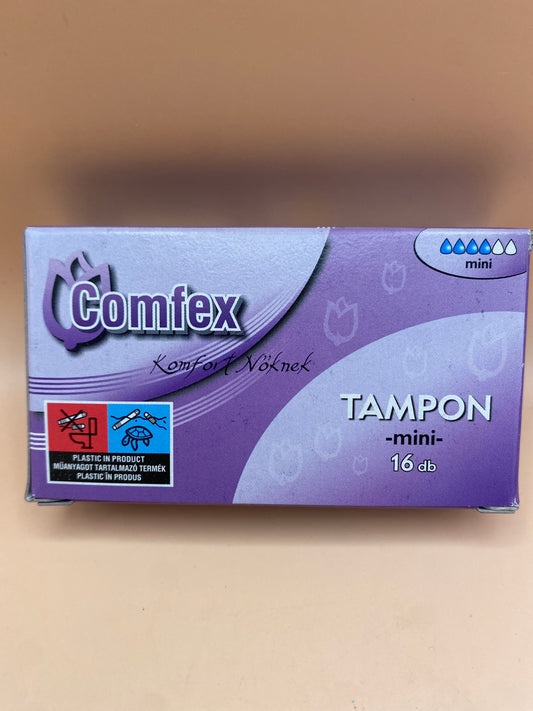 mini
Comfex
Komfort Nőknek
TAMPON
-mini-
16 db
PLASTIC IN PRODUCT
MŰANYAGOT TARTALMAZÓ TERMÉK
PLASTIC ÎN PRODUS